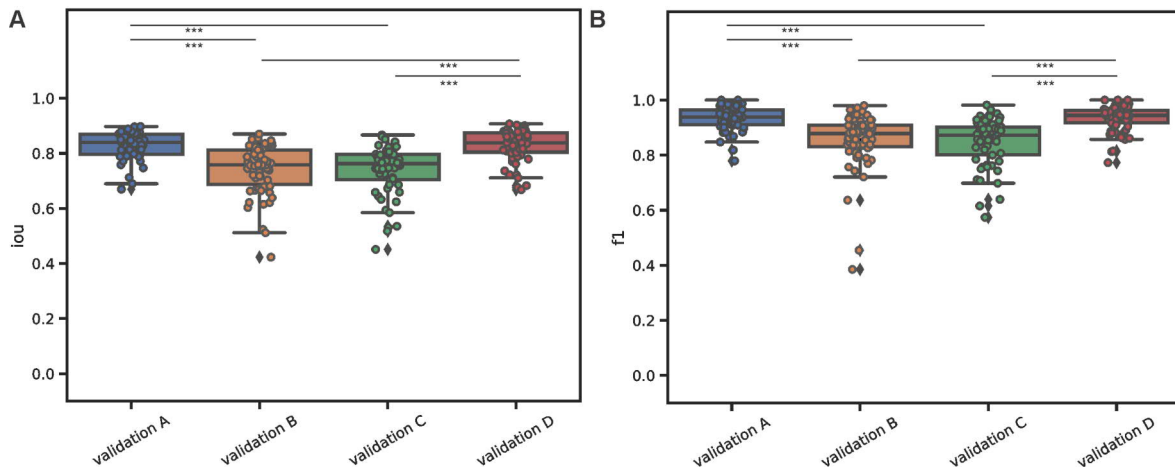 A
***
***
***
***
iou
1.0
0.8
0.6
0.4
0.2
0.0
validation A
validation B
validation C
validation D
B
***
***
***
***
f1
1.0
0.8
0.6
0.4
0.2
0.0
validation A
validation B
validation C
validation D